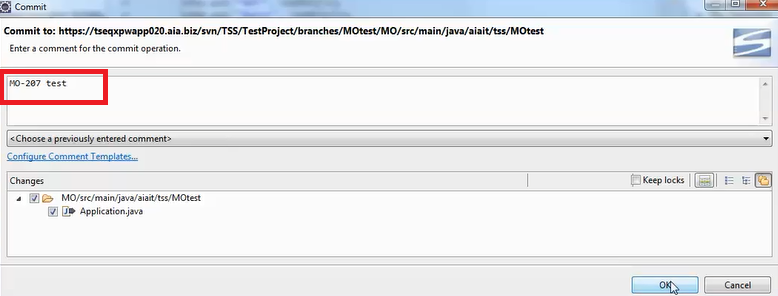 Commit
Commit to: https://tseqxpwapp020.aia.biz/svn/TSS/TestProject/branches/MOtest/MO/src/main/java/aiait/tss/MOtest
Enter a comment for the commit operation.
MO-207 test
<Choose a previously entered comment>
Configure Comment Templates...
Changes
Keep locks
MO/src/main/java/aiait/tss/MOtest
Application.java
OK
Cancel